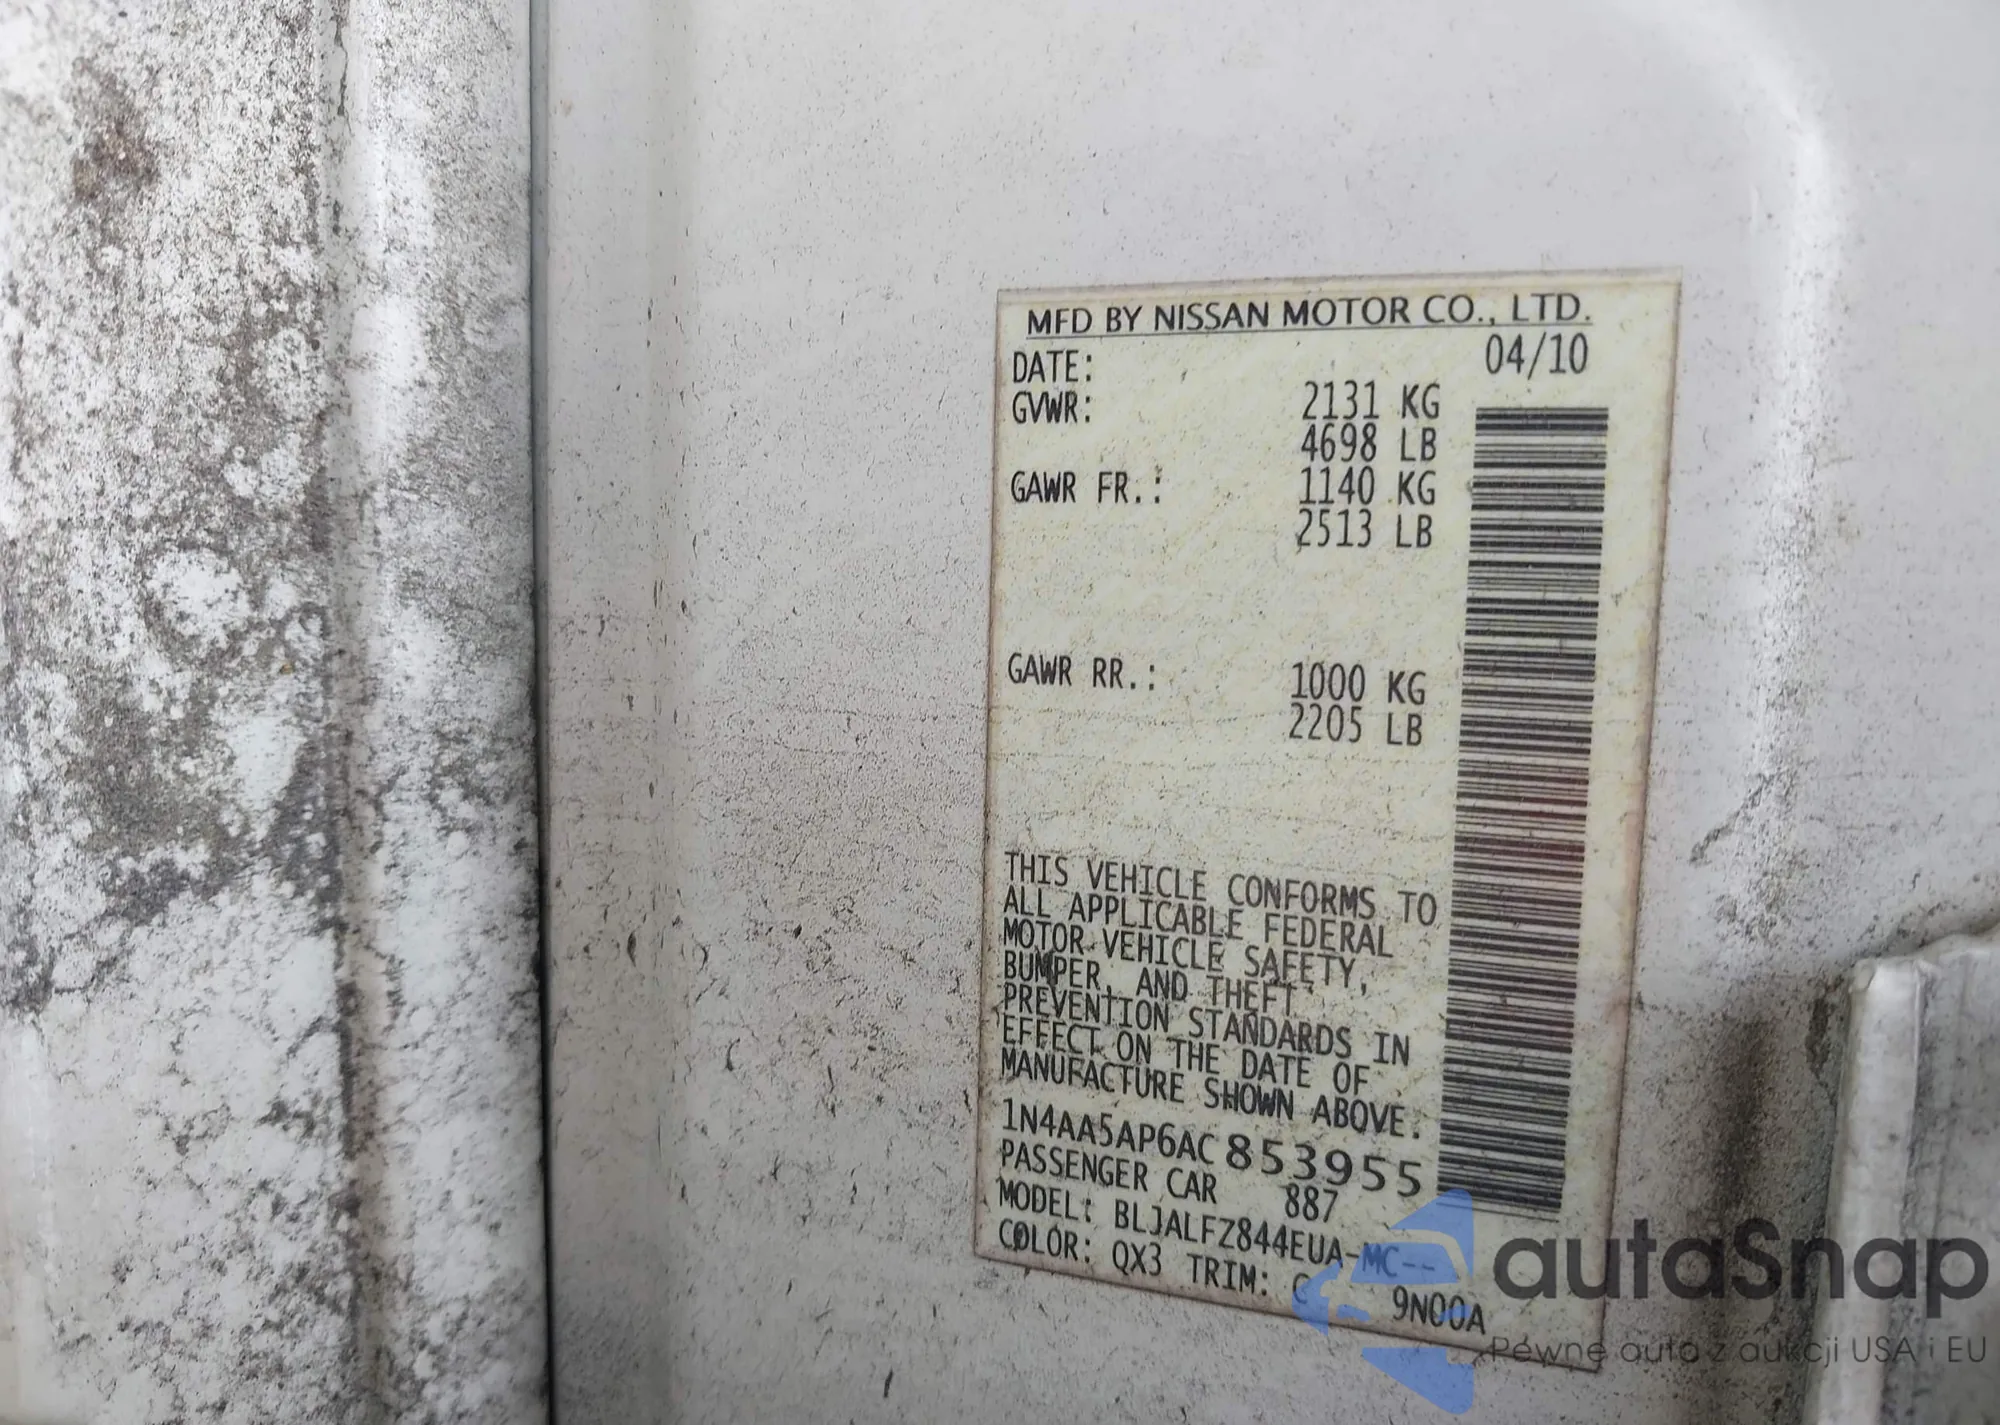 MFD BY NISSAN MOTOR CO., LTD.
DATE: 04/10
GVWR: 2131 KG
4698 LB
GAWR FR.: 1140 KG
2513 LB
GAWR RR.: 1000 KG
2205 LB
THIS VEHICLE CONFORMS TO
ALL APPLICABLE FEDERAL
MOTOR VEHICLE SAFETY,
BUMPER, AND THEFT
PREVENTION STANDARDS IN
EFFECT ON THE DATE OF
MANUFACTURE SHOWN ABOVE.
1N4AA5AP6AC853955
PASSENGER CAR 887
MODEL: BLJALFZ844EUA-MC--
COLOR: QX3 TRIM: 9N00A
autaSnap
Pewne auta z aukcji USA i EU